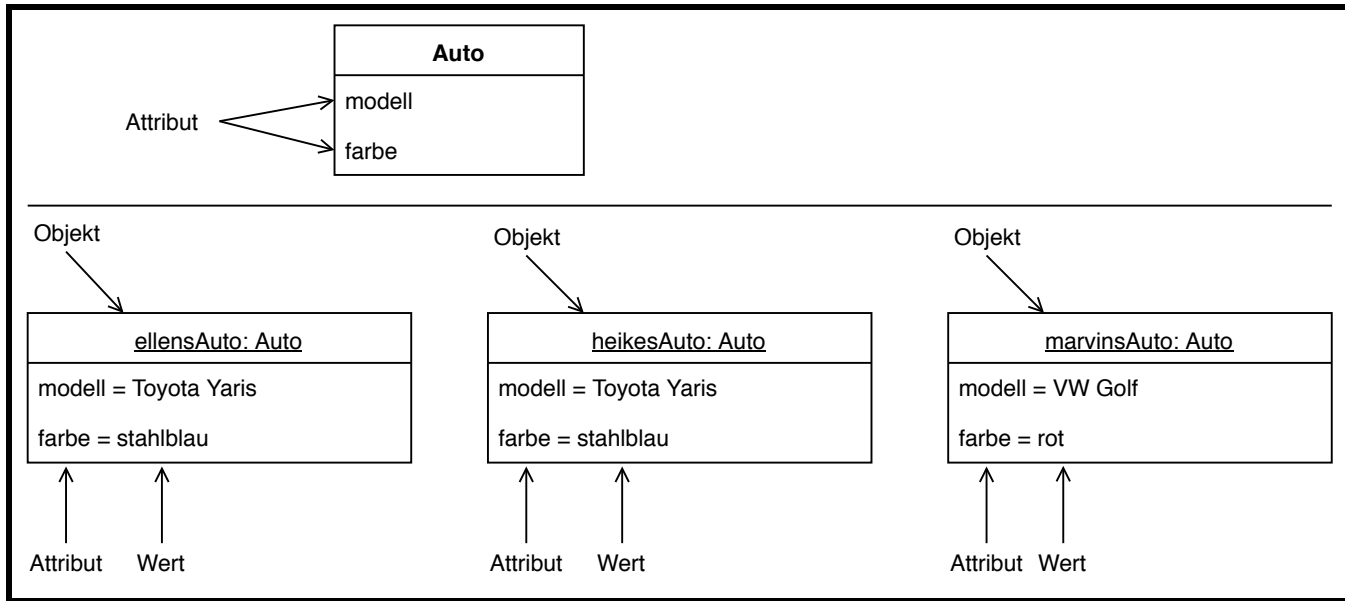 Auto
modell
Attribut
farbe
Objekt
Objekt
Objekt
ellensAuto: Auto
modell = Toyota Yaris
farbe = stahlblau
heikesAuto: Auto
modell = Toyota Yaris
farbe = stahlblau
marvinsAuto: Auto
modell = VW Golf
farbe = rot
Attribut Wert
Attribut Wert
Attribut Wert